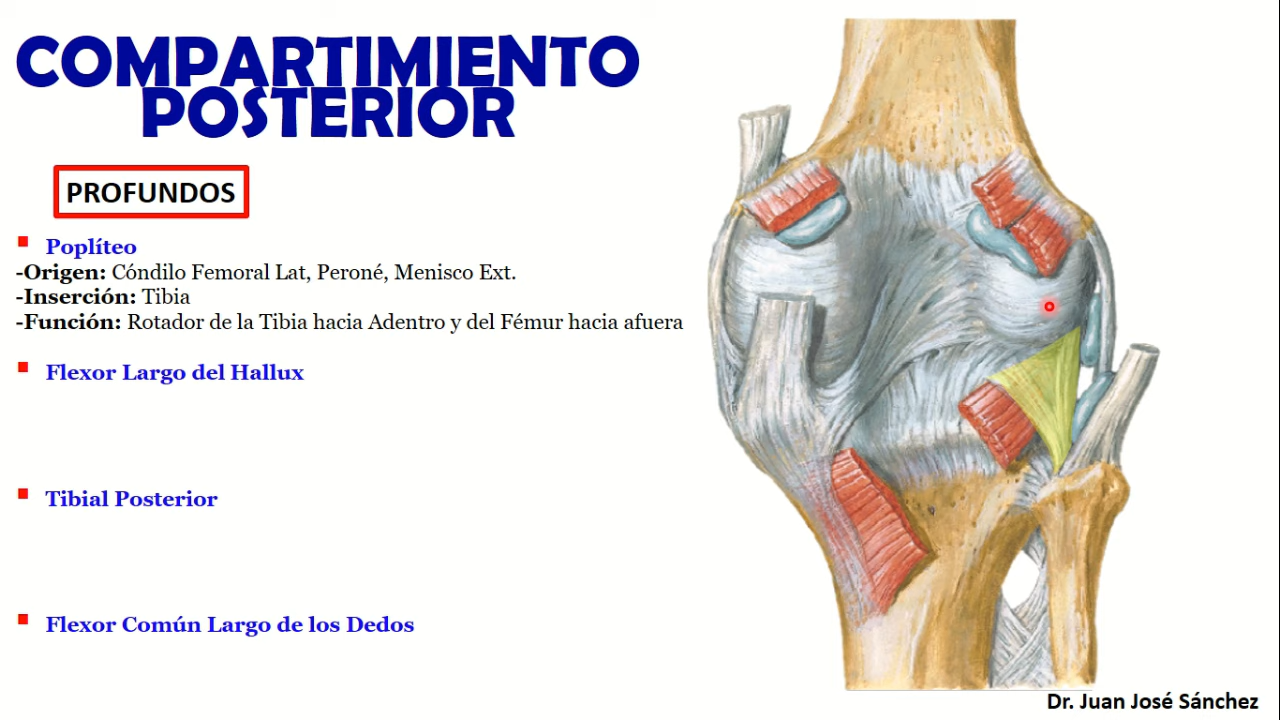 COMPARTIMIENTO
POSTERIOR
PROFUNDOS
Poplíteo
-Origen: Cóndilo Femoral Lat, Peroné, Menisco Ext.
-Inserción: Tibia
-Función: Rotador de la Tibia hacia Adentro y del Fémur hacia afuera
Flexor Largo del Hallux
Tibial Posterior
Flexor Común Largo de los Dedos
Dr. Juan José Sánchez